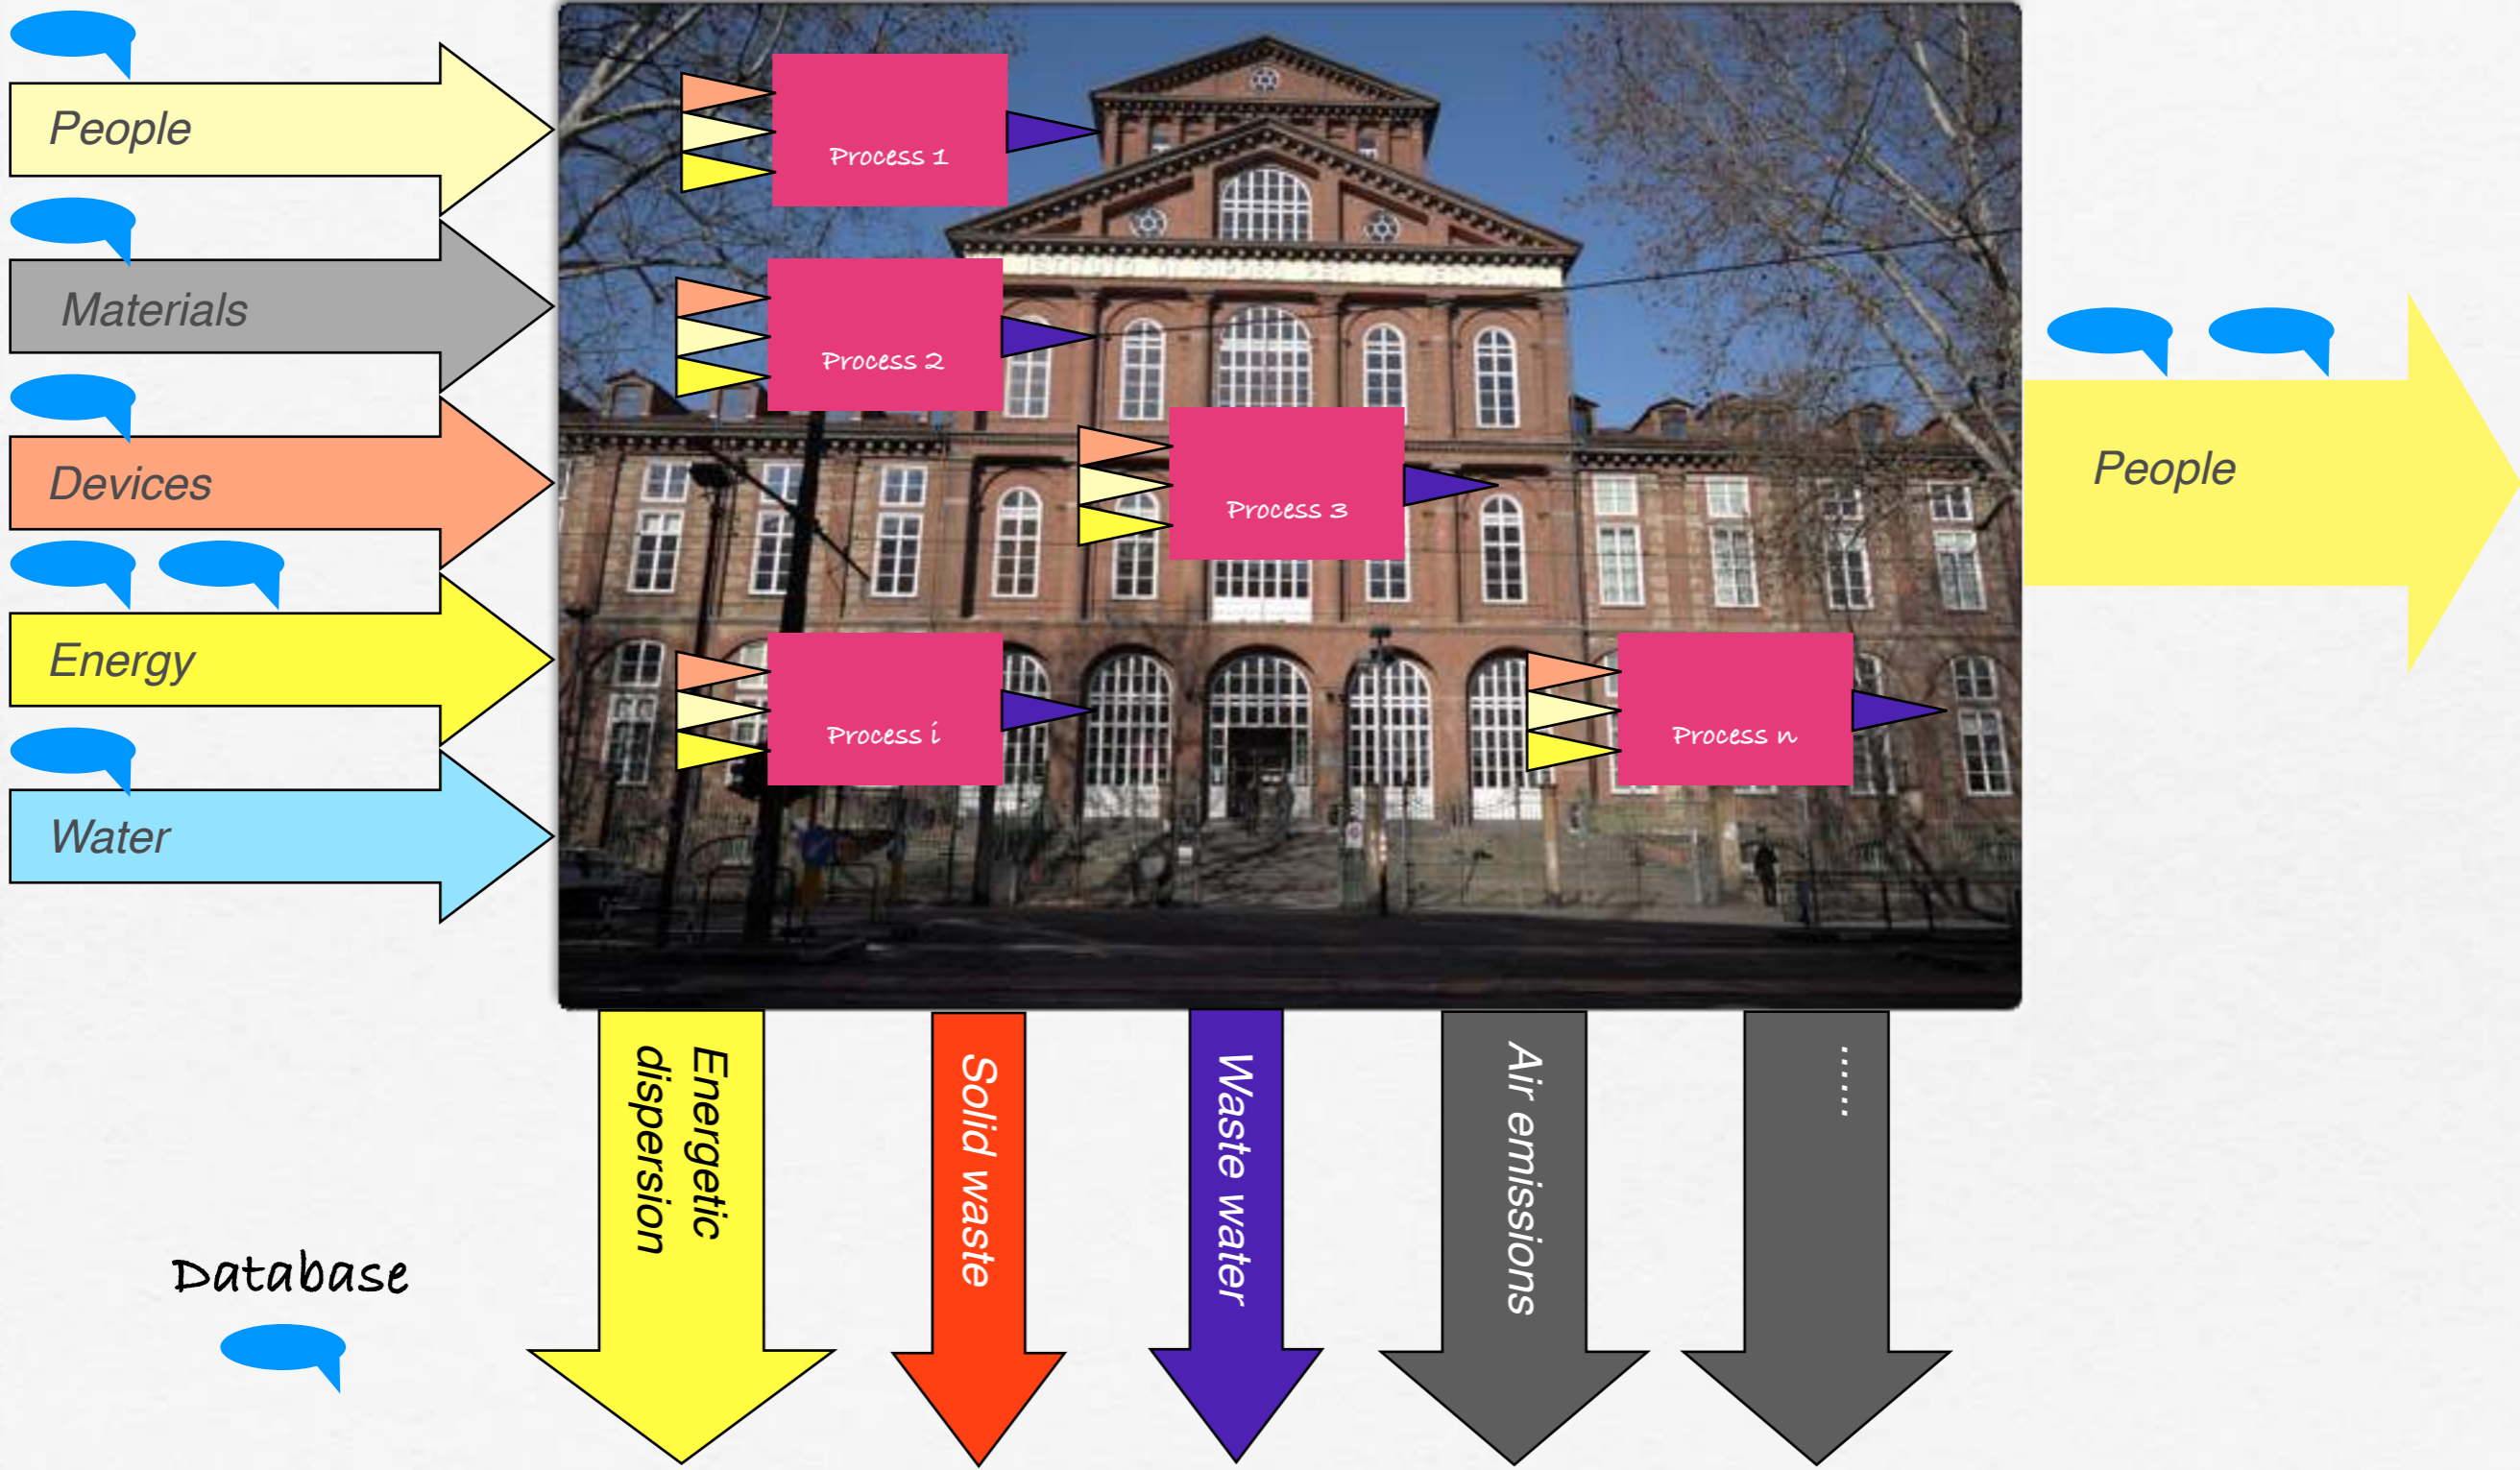 People
Materials
Devices
Energy
Water
Process 1
Process 2
Process 3
Process i
Process n
People
Energetic
dispersion
Solid waste
Waste water
Air emissions
......
Database